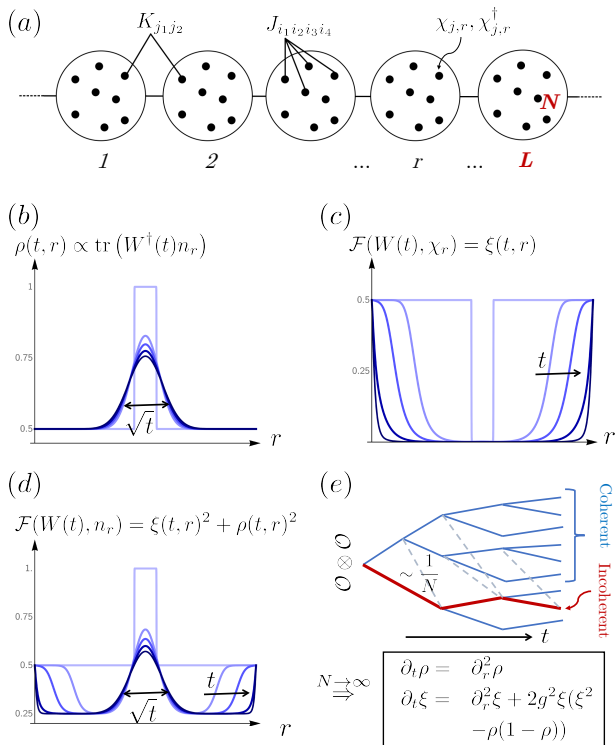 (a)
K_{j_1 j_2} J_{i_1 i_2 i_3 i_4} χ_{j,r}, χ_{j,r}^†
N
1 2 ... r ... L
(b)
ρ(t, r) ∝ tr (W^†(t) n_r)
1
0.75
0.5
√t
r
(c)
F(W(t), χ_r) = ξ(t, r)
0.5
0.25
t
r
(d)
F(W(t), n_r) = ξ(t, r)^2 + ρ(t, r)^2
1
0.75
0.5
0.25
t
√t
r
(e)
O ⊗ O
∼ 1/N
Coherent
Incoherent
t
N→∞
⇒
∂_t ρ = ∂_r^2 ρ
∂_t ξ = ∂_r^2 ξ + 2g^2 ξ(ξ^2
−ρ(1 − ρ))